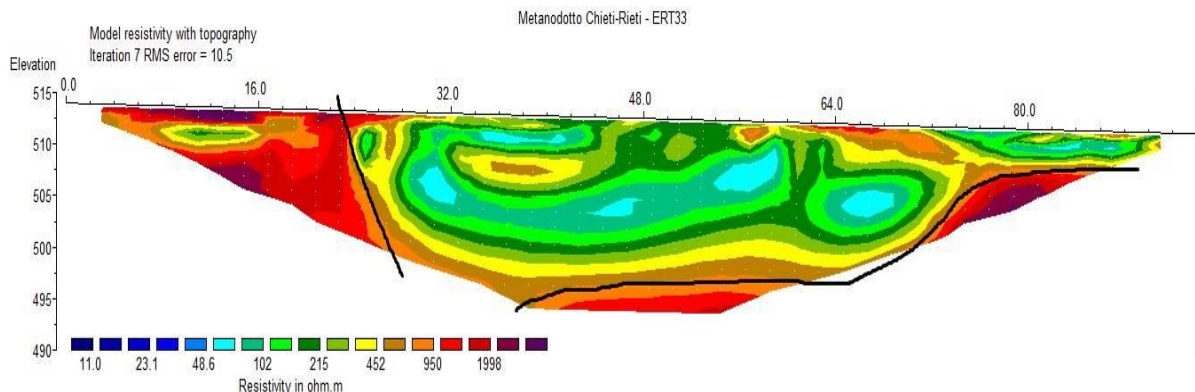 Metanodotto Chieti-Rieti - ERT33
Model resistivity with topography
Iteration 7 RMS error = 10.5
Elevation
0.0 16.0 32.0 48.0 64.0 80.0
515
510
505
500
495
490
11.0 23.1 48.6 102 215 452 950 1998
Resistivity in ohm.m